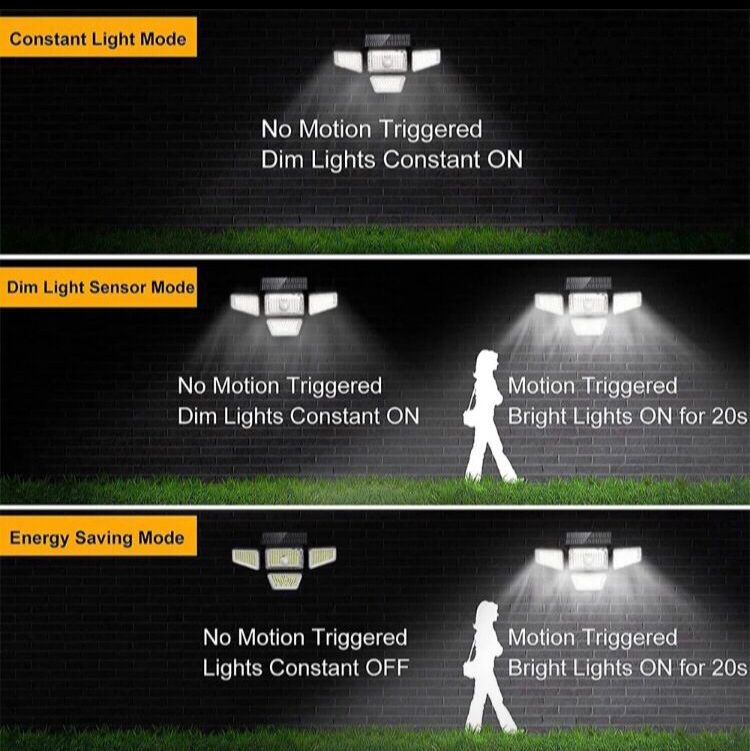 Constant Light Mode
No Motion Triggered
Dim Lights Constant ON
Dim Light Sensor Mode
No Motion Triggered
Dim Lights Constant ON
Motion Triggered
Bright Lights ON for 20s
Energy Saving Mode
No Motion Triggered
Lights Constant OFF
Motion Triggered
Bright Lights ON for 20s